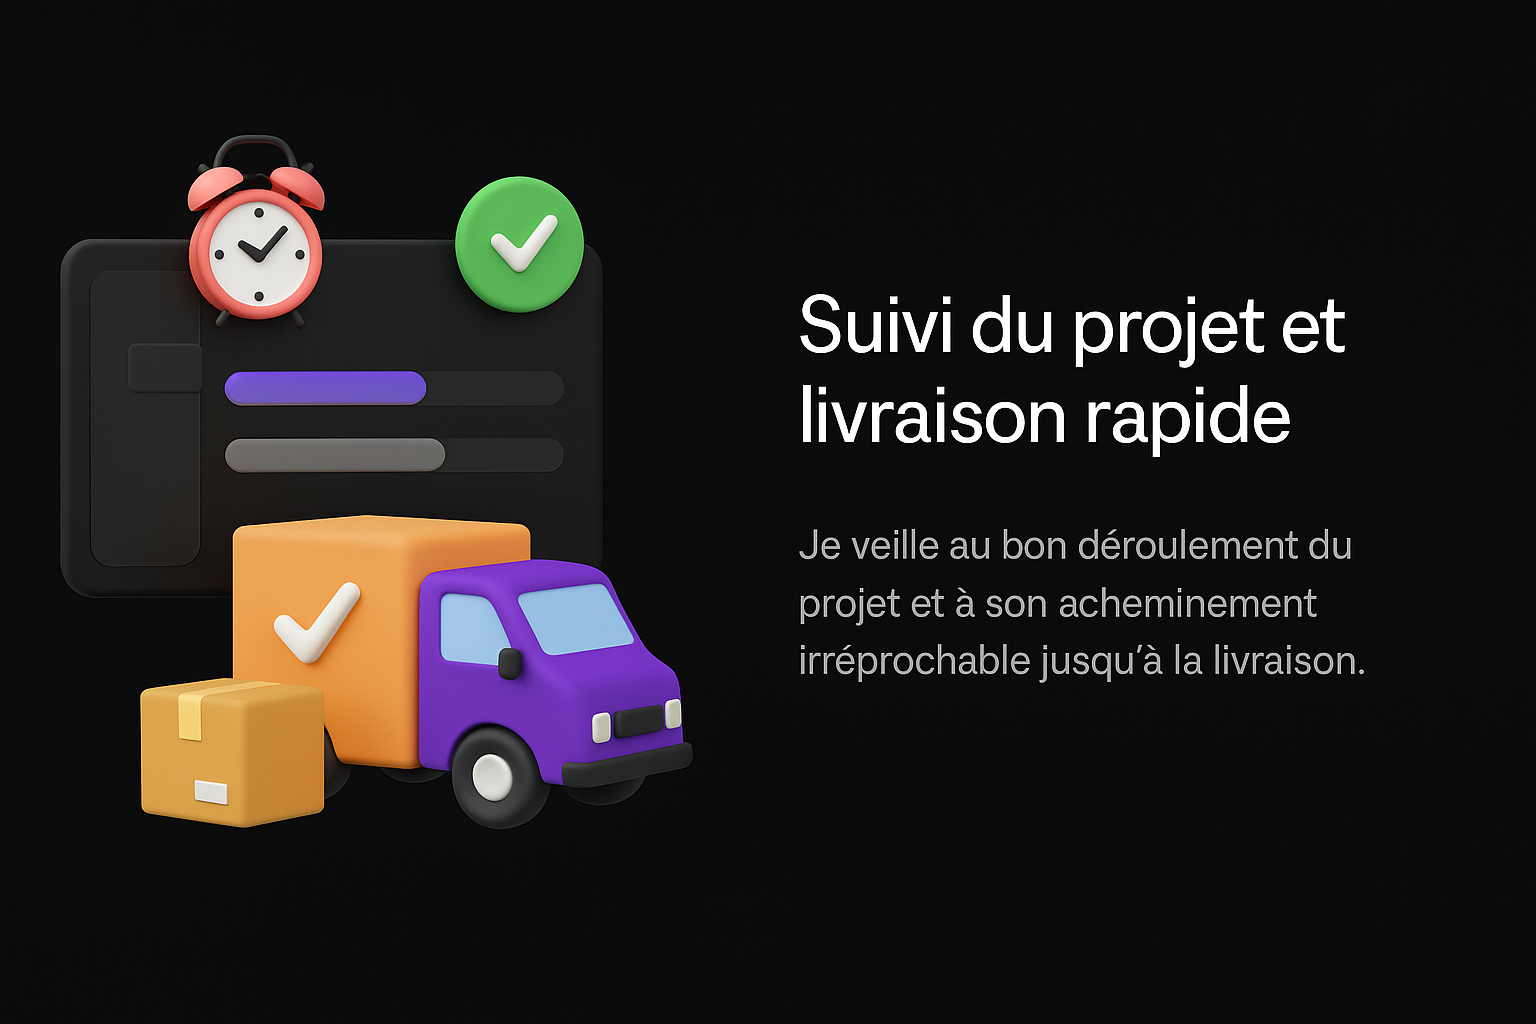 Suivi du projet et
livraison rapide
Je veille au bon déroulement du
projet et à son acheminement
irréprochable jusqu’à la livraison.